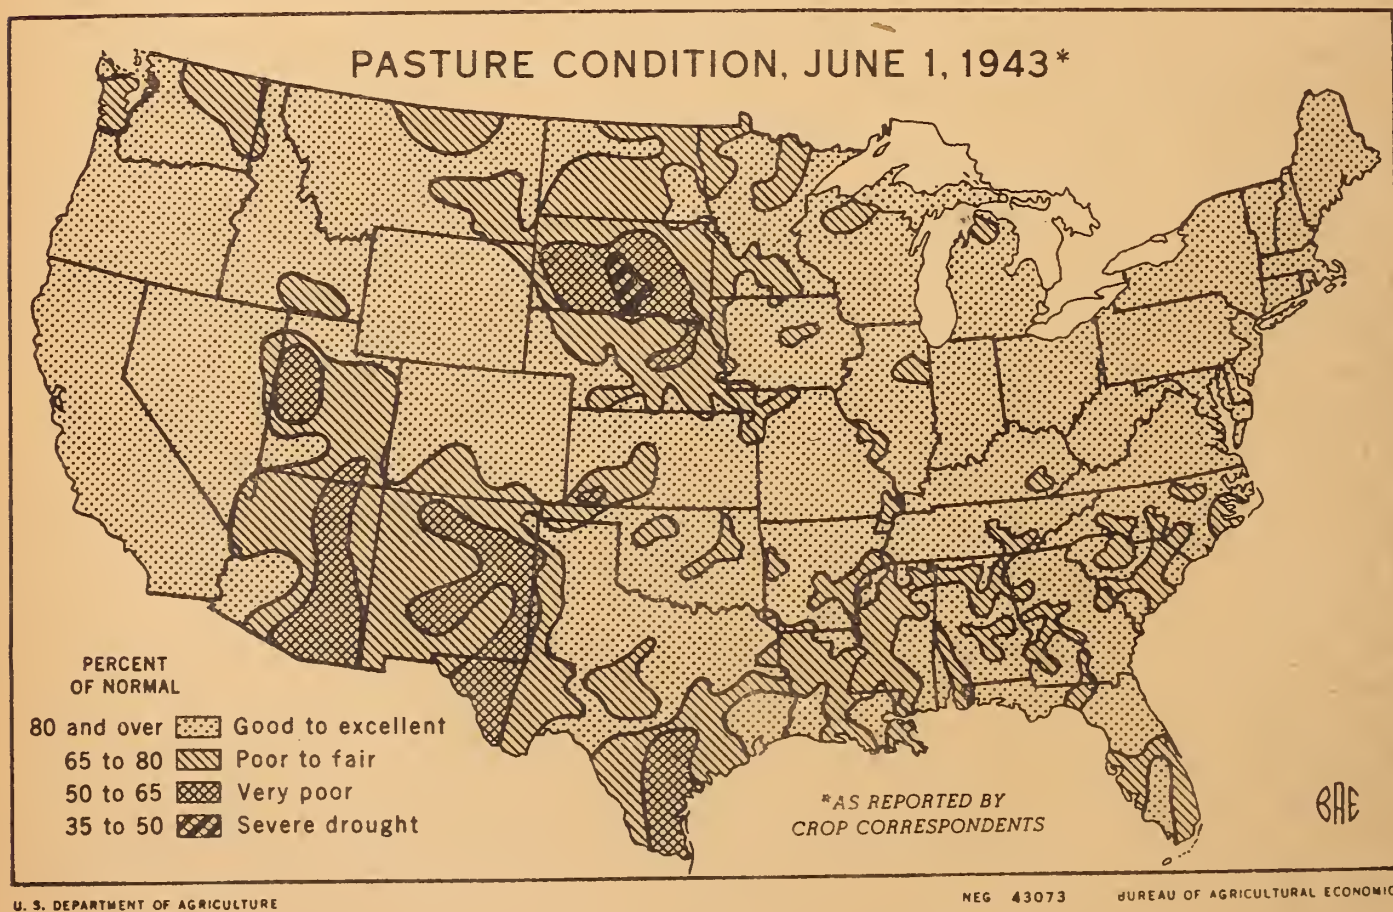 PASTURE CONDITION, JUNE 1, 1943*
PERCENT
OF NORMAL
80 and over Good to excellent
65 to 80 Poor to fair
50 to 65 Very poor
35 to 50 Severe drought
*AS REPORTED BY
CROP CORRESPONDENTS
BAE
U. S. DEPARTMENT OF AGRICULTURE
NEG 43073 BUREAU OF AGRICULTURAL ECONOMIC